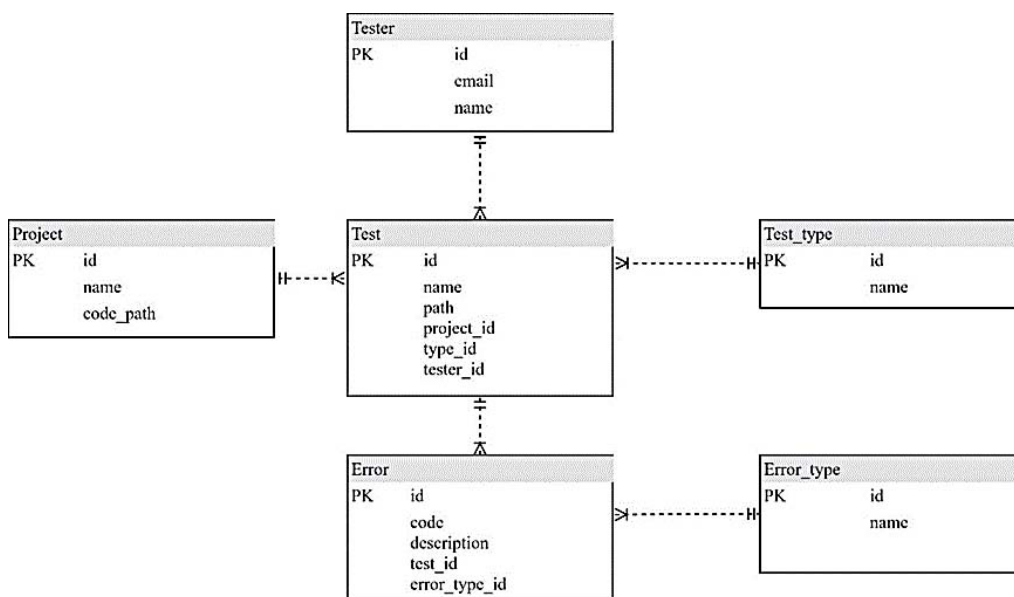 Tester
PK id
email
name
Project
PK id
name
code_path
Test
PK id
name
path
project_id
type_id
tester_id
Test_type
PK id
name
Error
PK id
code
description
test_id
error_type_id
Error_type
PK id
name